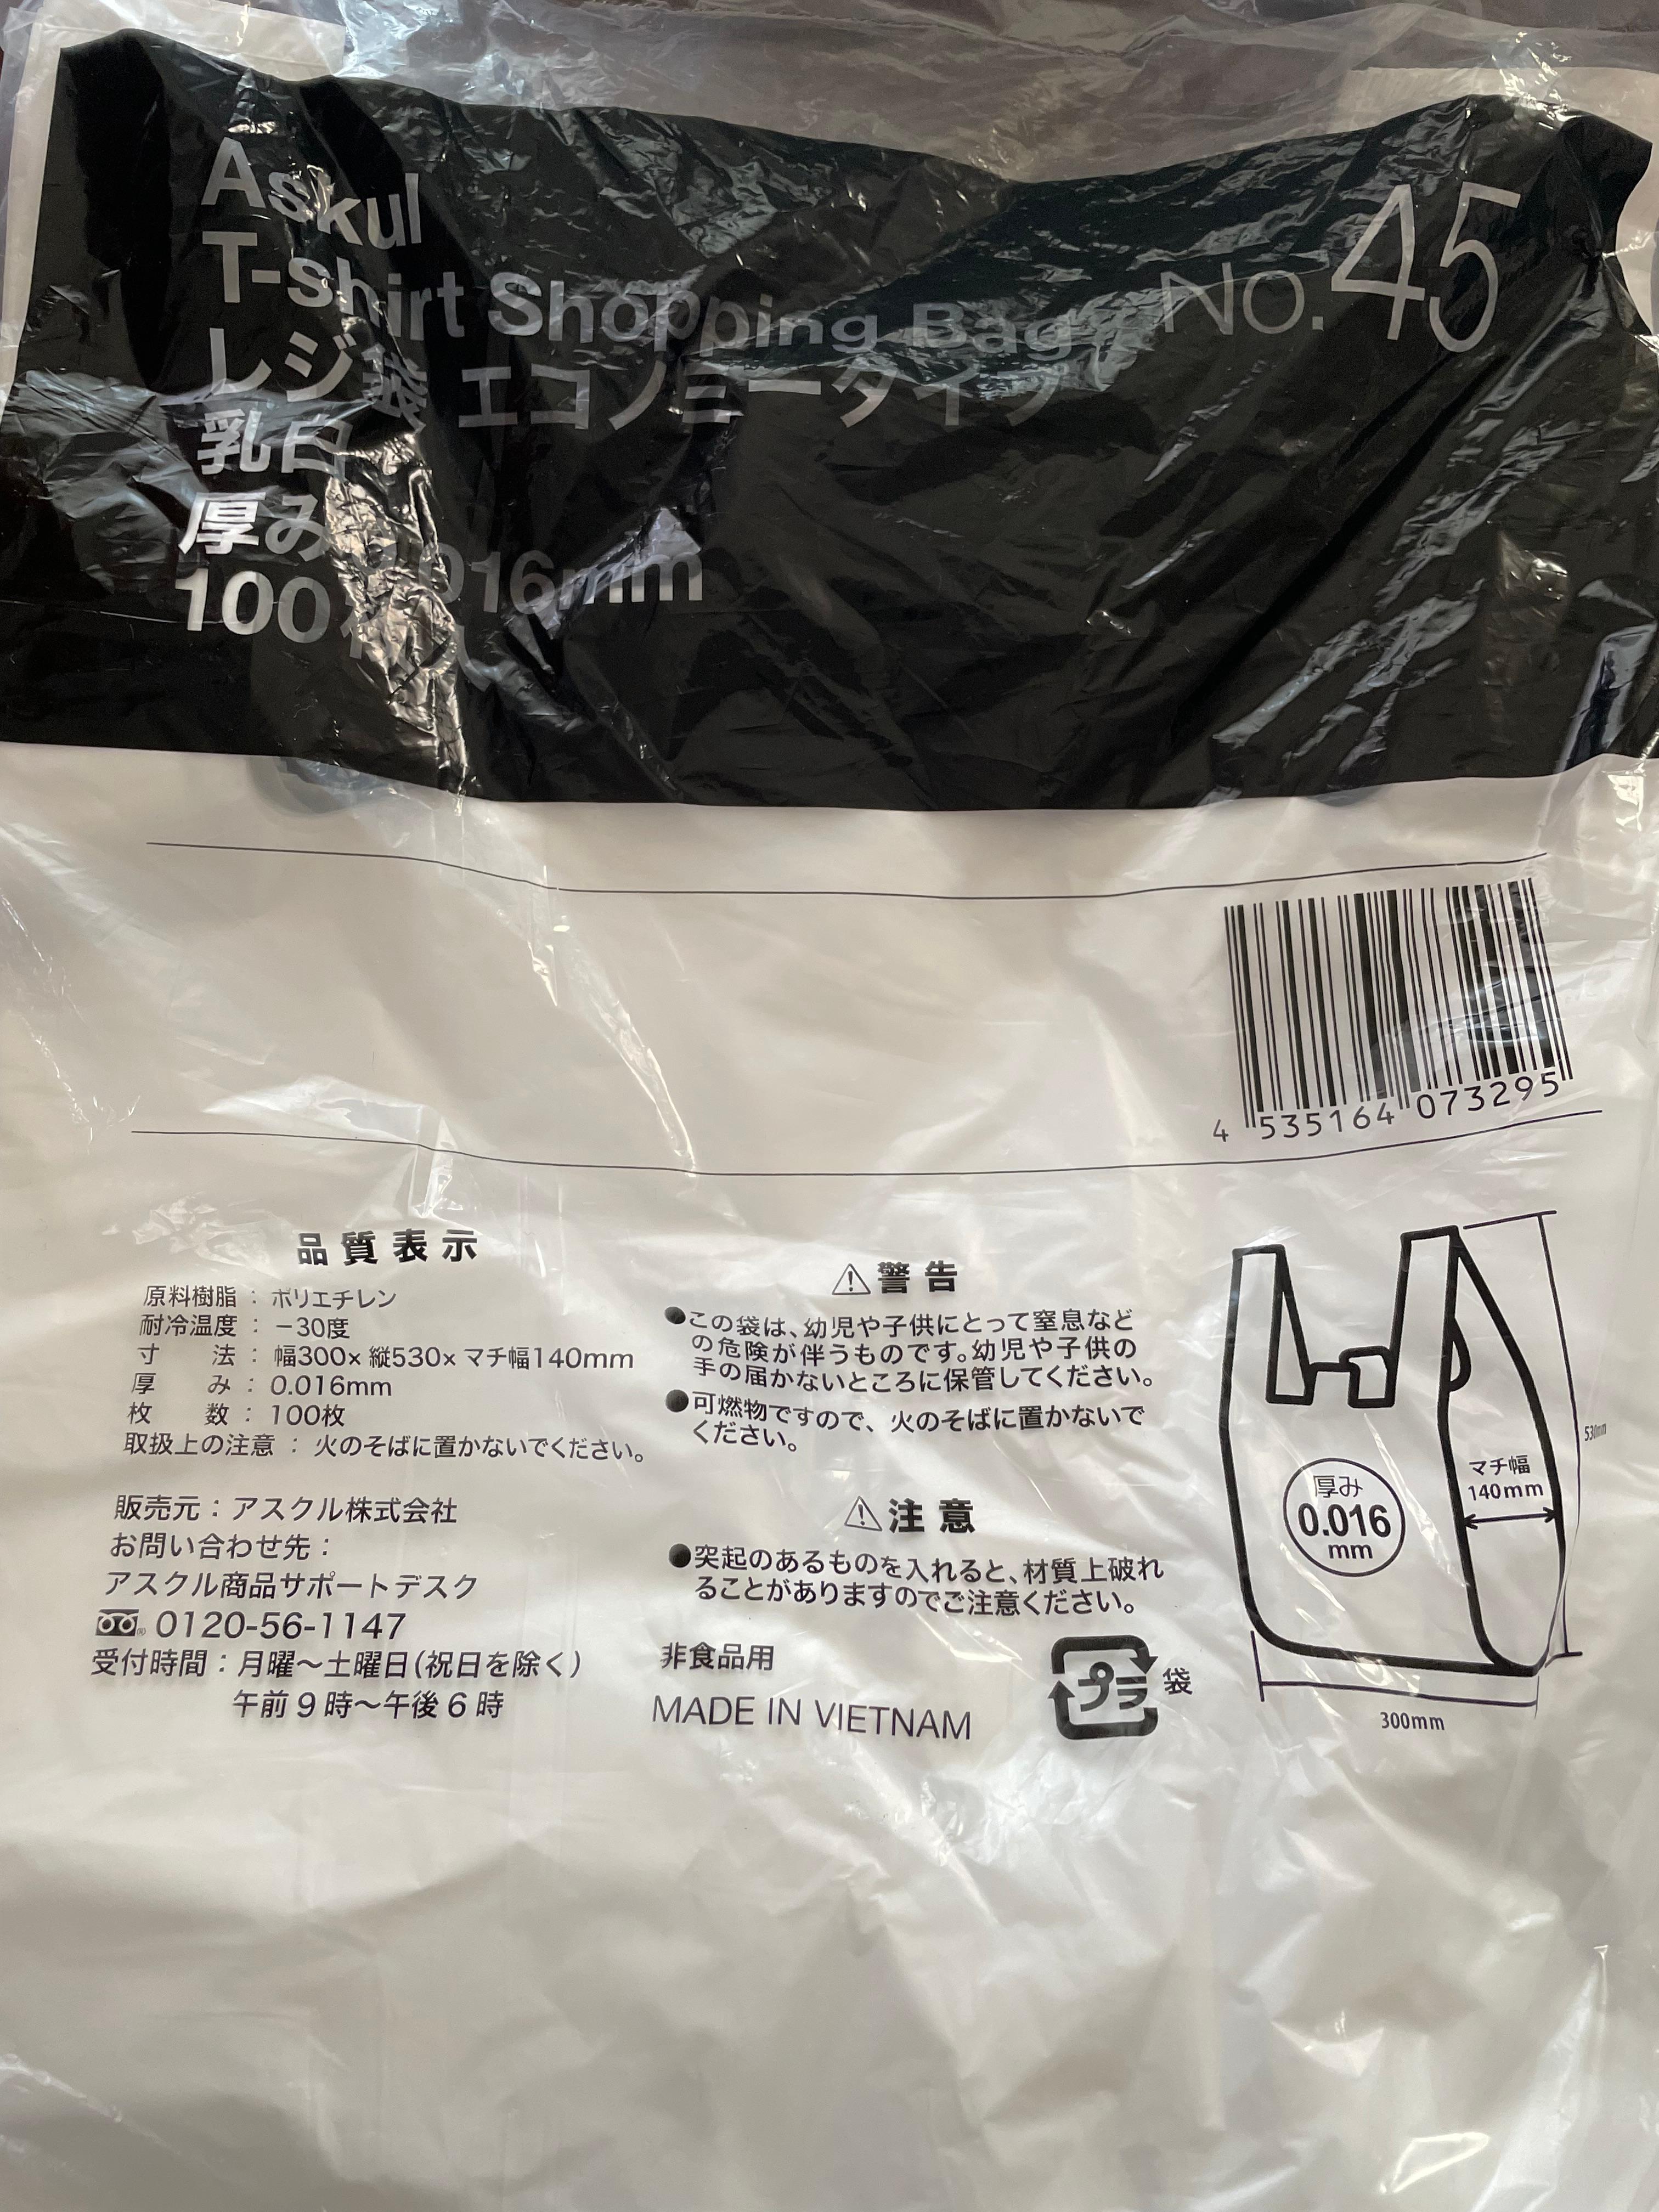 Askul
T-shirt Shopping Bag No.45
レジ袋 エコノミータイプ
乳白
厚み 0.016mm
100枚入
4 535164 073295
品質表示
原料樹脂 : ポリエチレン
耐冷温度 : −30度
寸 法 : 幅300× 縦530× マチ幅140mm
厚 み : 0.016mm
枚 数 : 100枚
取扱上の注意 : 火のそばに置かないでください。
販売元：アスクル株式会社
お問い合わせ先：
アスクル商品サポートデスク
0120-56-1147
受付時間：月曜〜土曜日(祝日を除く)
午前9時〜午後6時
⚠警告
●この袋は、幼児や子供にとって窒息など
の危険が伴うものです。幼児や子供の
手の届かないところに保管してください。
●可燃物ですので、火のそばに置かないで
ください。
⚠注意
●突起のあるものを入れると、材質上破れ
ることがありますのでご注意ください。
非食品用
MADE IN VIETNAM
プラ 袋
厚み
0.016
mm
マチ幅
140mm
530mm
300mm